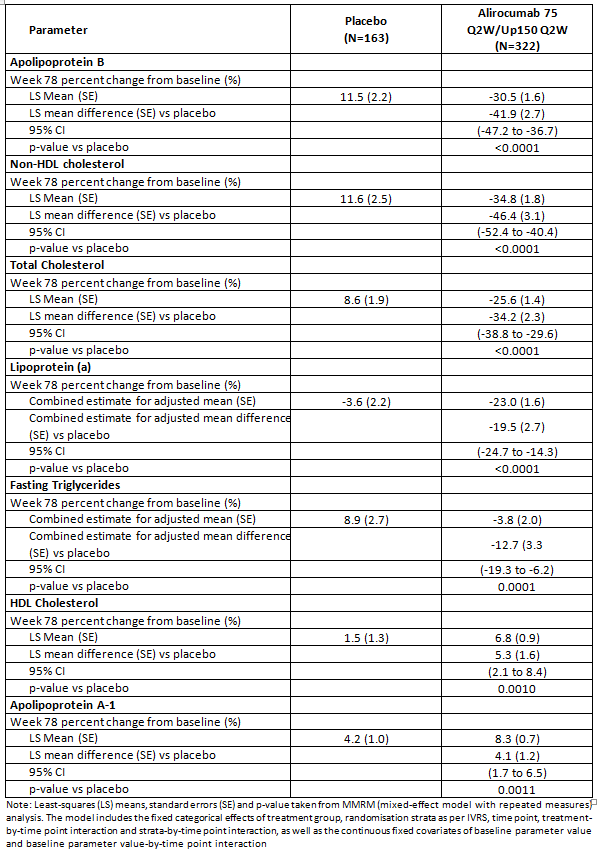 Parameter Placebo (N=163) Alirocumab 75 Q2W/Up150 Q2W (N=322)
Apolipoprotein B
Week 78 percent change from baseline (%)
LS Mean (SE) 11.5 (2.2) -30.5 (1.6)
LS mean difference (SE) vs placebo -41.9 (2.7)
95% CI (-47.2 to -36.7)
p-value vs placebo <0.0001
Non-HDL cholesterol
Week 78 percent change from baseline (%)
LS Mean (SE) 11.6 (2.5) -34.8 (1.8)
LS mean difference (SE) vs placebo -46.4 (3.1)
95% CI (-52.4 to -40.4)
p-value vs placebo <0.0001
Total Cholesterol
Week 78 percent change from baseline (%)
LS Mean (SE) 8.6 (1.9) -25.6 (1.4)
LS mean difference (SE) vs placebo -34.2 (2.3)
95% CI (-38.8 to -29.6)
p-value vs placebo <0.0001
Lipoprotein (a)
Week 78 percent change from baseline (%)
Combined estimate for adjusted mean (SE) -3.6 (2.2) -23.0 (1.6)
Combined estimate for adjusted mean difference
(SE) vs placebo -19.5 (2.7)
95% CI (-24.7 to -14.3)
p-value vs placebo <0.0001
Fasting Triglycerides
Week 78 percent change from baseline (%)
Combined estimate for adjusted mean (SE) 8.9 (2.7) -3.8 (2.0)
Combined estimate for adjusted mean difference
(SE) vs placebo -12.7 (3.3
95% CI (-19.3 to -6.2)
p-value vs placebo 0.0001
HDL Cholesterol
Week 78 percent change from baseline (%)
LS Mean (SE) 1.5 (1.3) 6.8 (0.9)
LS mean difference (SE) vs placebo 5.3 (1.6)
95% CI (2.1 to 8.4)
p-value vs placebo 0.0010
Apolipoprotein A-1
Week 78 percent change from baseline (%)
LS Mean (SE) 4.2 (1.0) 8.3 (0.7)
LS mean difference (SE) vs placebo 4.1 (1.2)
95% CI (1.7 to 6.5)
p-value vs placebo 0.0011
Note: Least-squares (LS) means, standard errors (SE) and p-value taken from MMRM (mixed-effect model with repeated measures)
analysis. The model includes the fixed categorical effects of treatment group, randomisation strata as per IVRS, time point, treatment-
by-time point interaction and strata-by-time point interaction, as well as the continuous fixed covariates of baseline parameter value
and baseline parameter value-by-time point interaction